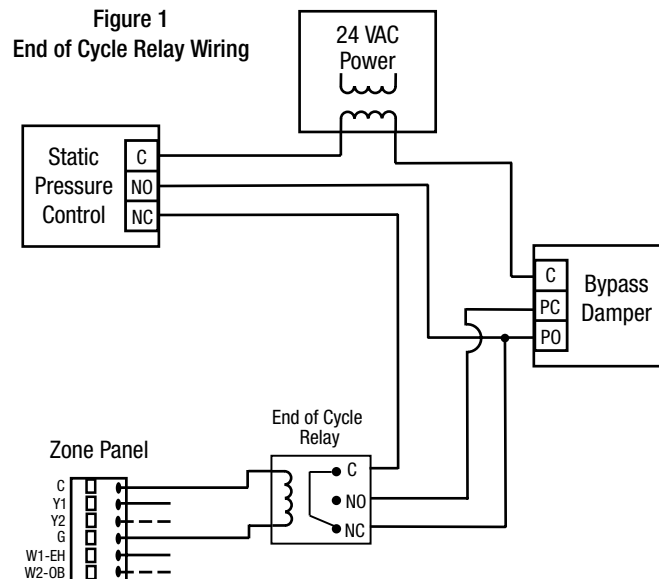 Figure 1
End of Cycle Relay Wiring
24 VAC
Power
Static
Pressure
Control
C
NO
NC
C
PC
PO
Bypass
Damper
End of Cycle
Relay
C
NO
NC
Zone Panel
C
Y1
Y2
G
W1-EH
W2-OB